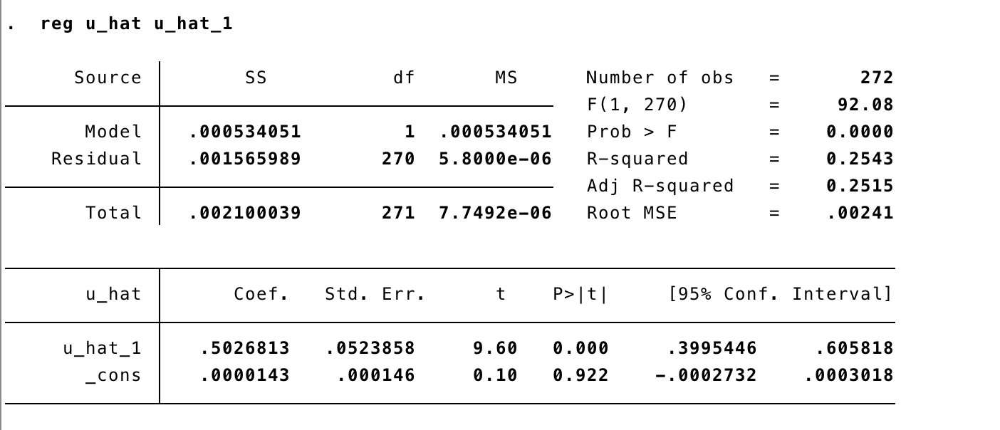 . reg u_hat u_hat_1
Source SS df MS Number of obs = 272
F(1, 270) = 92.08
Model .000534051 1 .000534051 Prob > F = 0.0000
Residual .001565989 270 5.8000e-06 R-squared = 0.2543
Adj R-squared = 0.2515
Total .002100039 271 7.7492e-06 Root MSE = .00241
u_hat Coef. Std. Err. t P>|t| [95% Conf. Interval]
u_hat_1 .5026813 .0523858 9.60 0.000 .3995446 .605818
_cons .0000143 .000146 0.10 0.922 -.0002732 .0003018